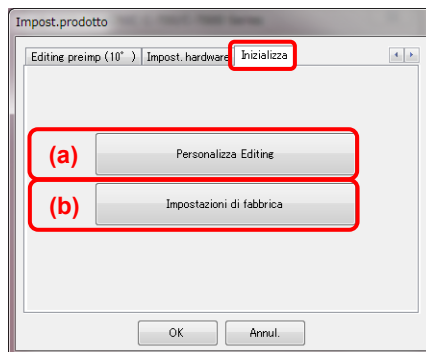 Impost.prodotto
Editing preimp (10° ) Impost. hardware Inizializza
(a) Personalizza Editing
(b) Impostazioni di fabbrica
OK Annul.